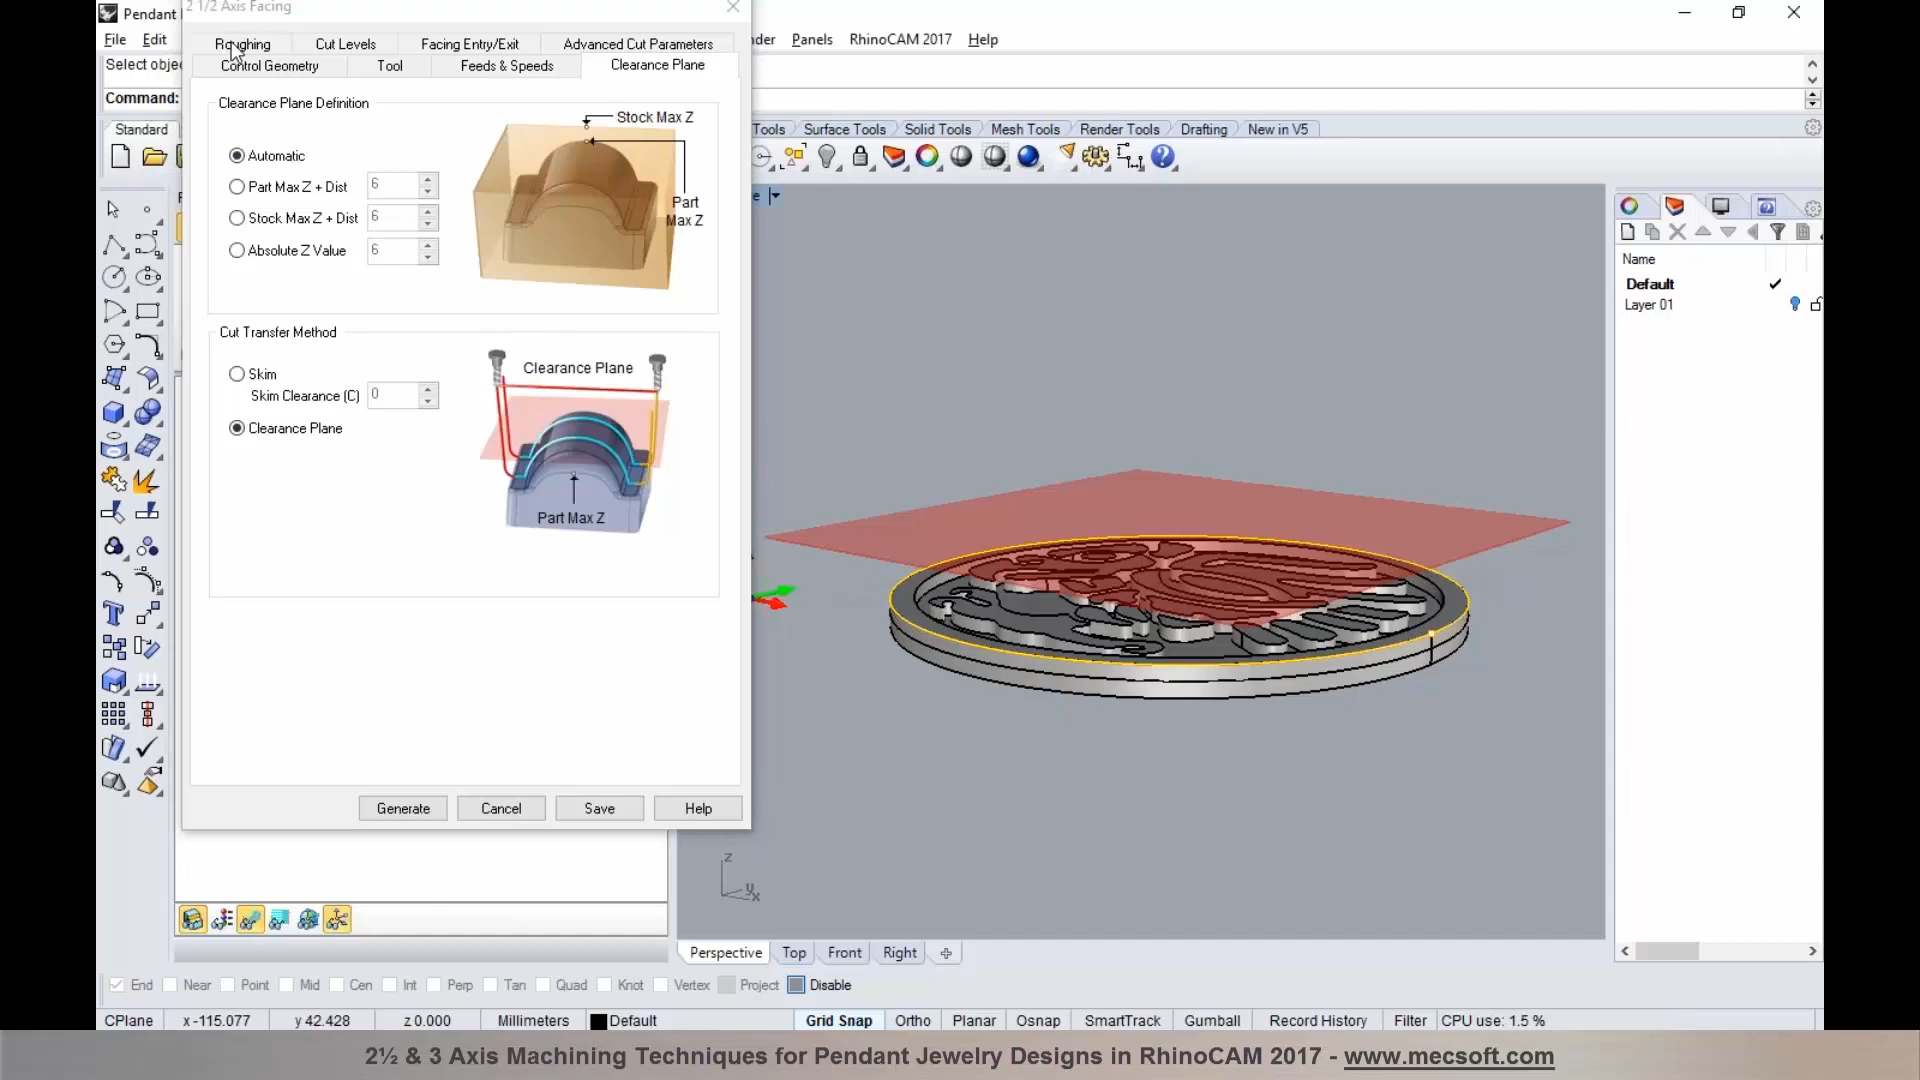 Pendant
2 1/2 Axis Facing
File
Edit
der
Panels
RhinoCAM 2017
Help
Select obje
Command:
Roughing
Cut Levels
Facing Entry/Exit
Advanced Cut Parameters
Control Geometry
Tool
Feeds & Speeds
Clearance Plane
Standard
Tools
Surface Tools
Solid Tools
Mesh Tools
Render Tools
Drafting
New in V5
Clearance Plane Definition
Automatic
Part Max Z + Dist
6
Stock Max Z + Dist
6
Absolute Z Value
6
Stock Max Z
Part
Max Z
Cut Transfer Method
Skim
Skim Clearance (C)
0
Clearance Plane
Clearance Plane
Part Max Z
Generate
Cancel
Save
Help
Name
Default
Layer 01
z
y
x
Perspective
Top
Front
Right
End
Near
Point
Mid
Cen
Int
Perp
Tan
Quad
Knot
Vertex
Project
Disable
CPlane
x -115.077
y 42.428
z 0.000
Millimeters
Default
Grid Snap
Ortho
Planar
Osnap
SmartTrack
Gumball
Record History
Filter
CPU use: 1.5 %
2½ & 3 Axis Machining Techniques for Pendant Jewelry Designs in RhinoCAM 2017 - www.mecsoft.com